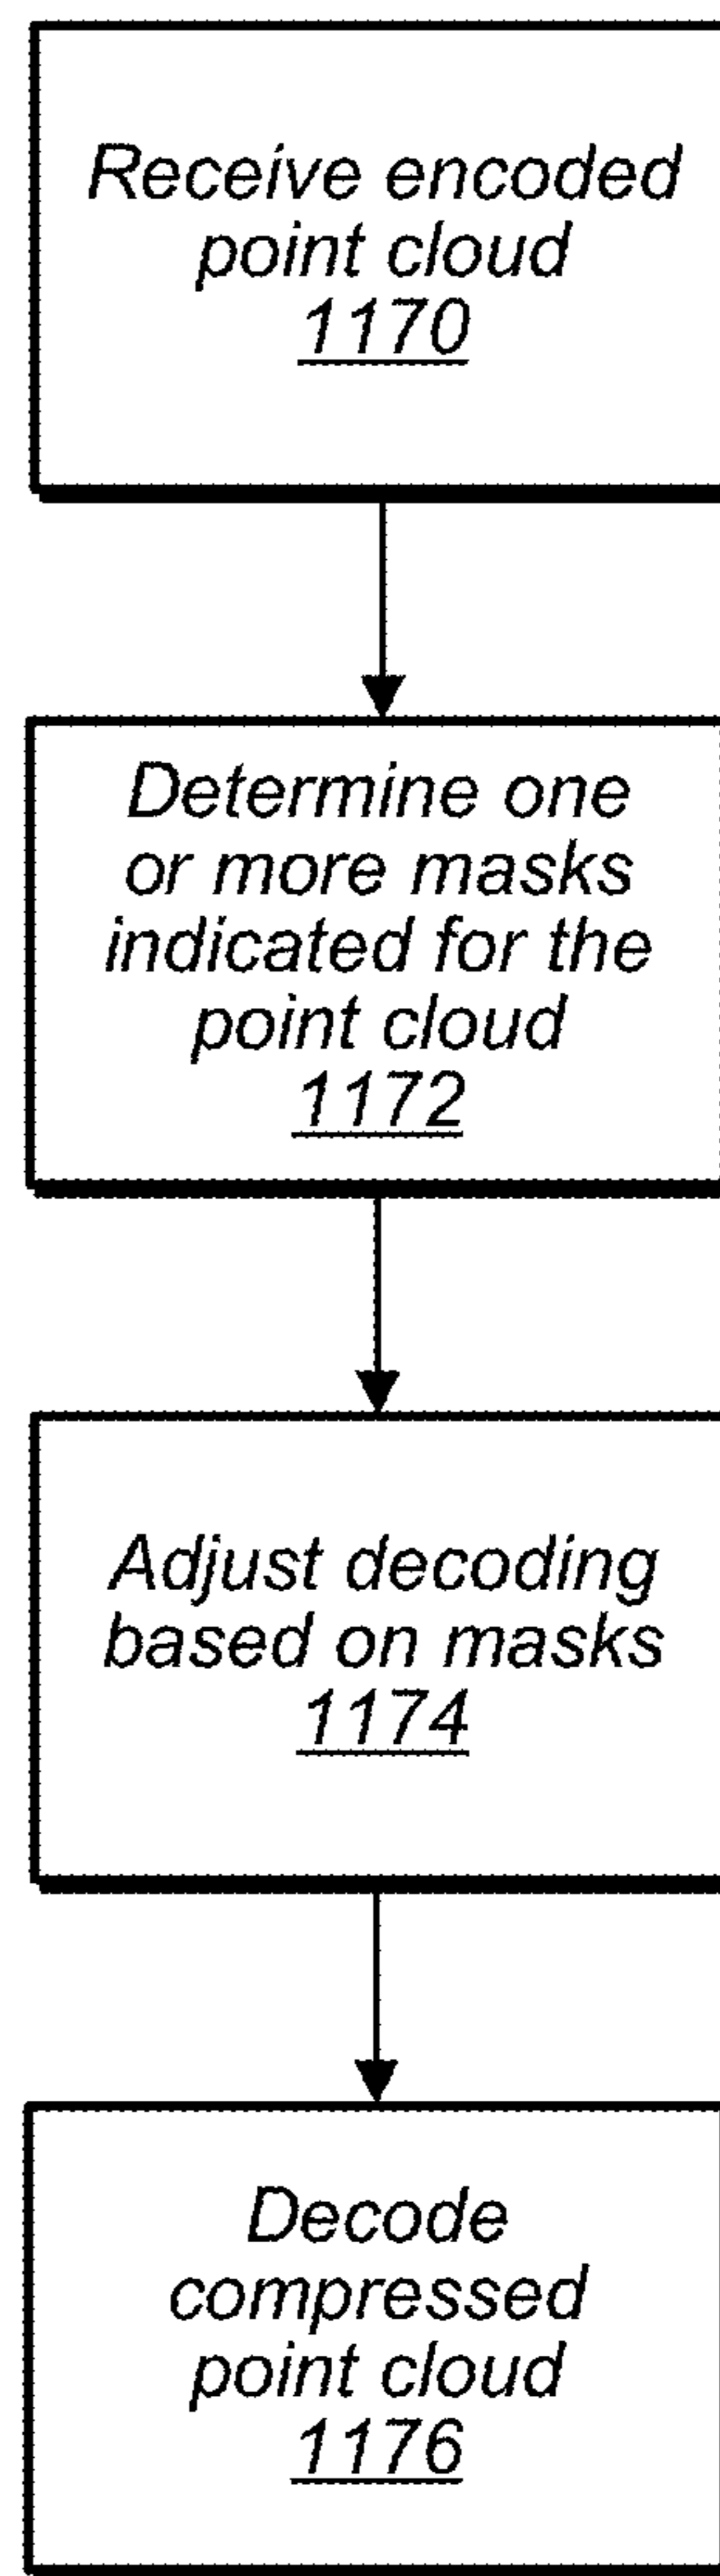 Receive encoded
point cloud
1170
Determine one
or more masks
indicated for the
point cloud
1172
Adjust decoding
based on masks
1174
Decode
compressed
point cloud
1176